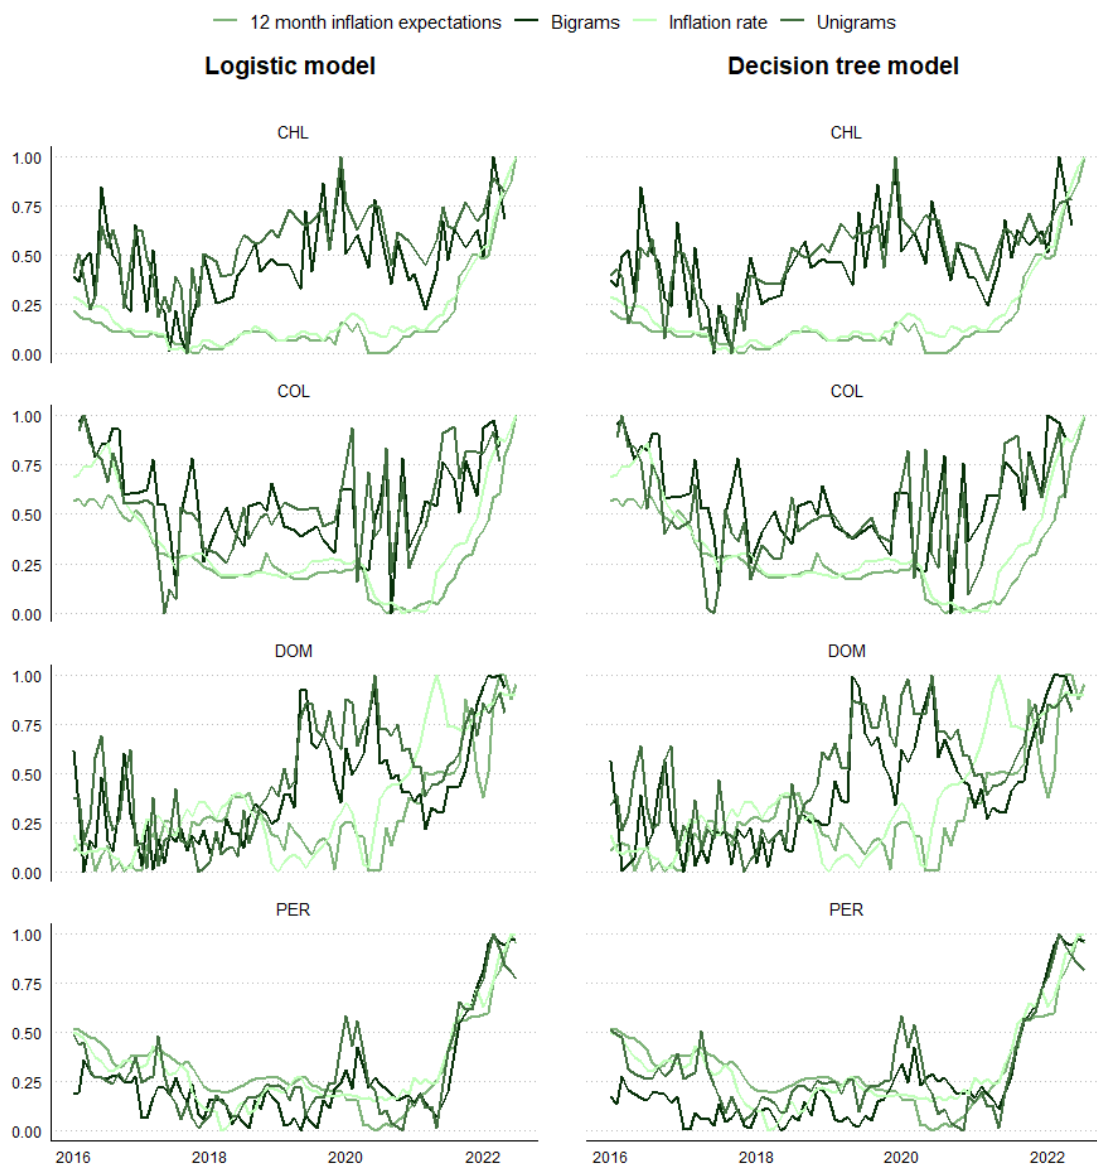 12 month inflation expectations Bigrams Inflation rate Unigrams
Logistic model Decision tree model
CHL CHL
1.00
0.75
0.50
0.25
0.00
COL COL
1.00
0.75
0.50
0.25
0.00
DOM DOM
1.00
0.75
0.50
0.25
0.00
PER PER
1.00
0.75
0.50
0.25
0.00
2016 2018 2020 2022 2016 2018 2020 2022